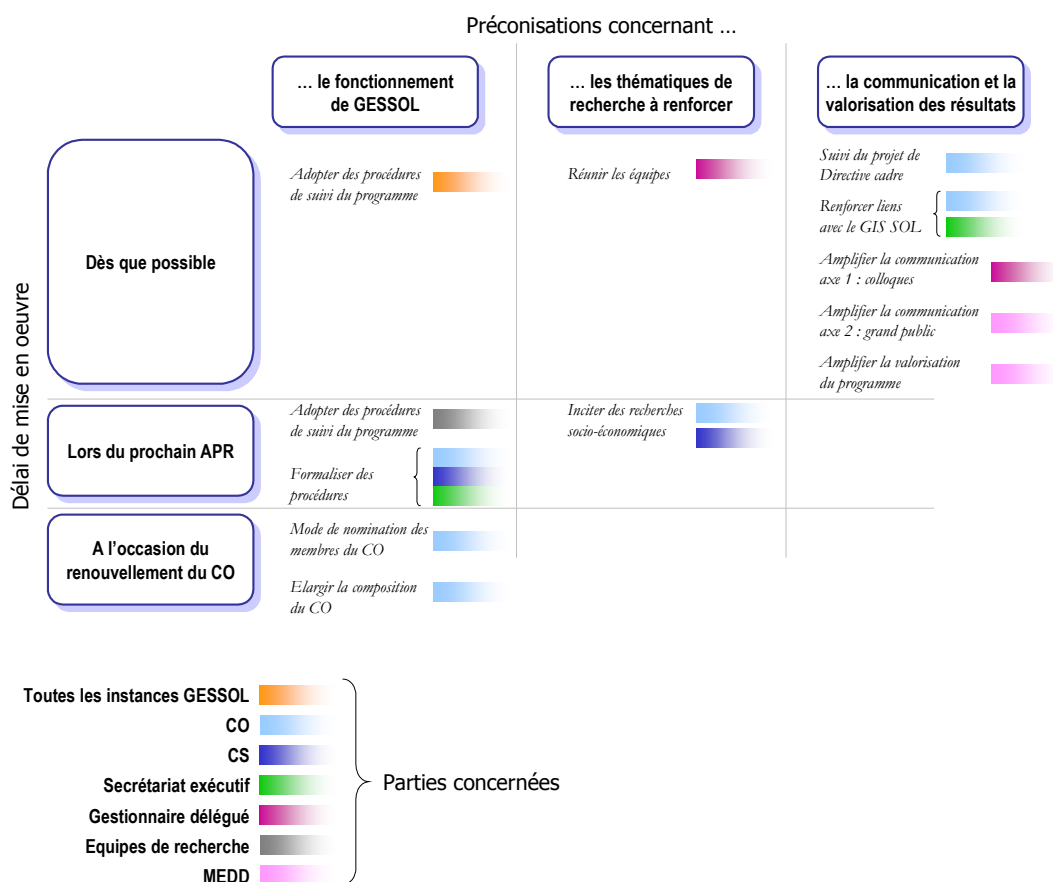 Préconisations concernant ...
... le fonctionnement
de GESSOL
... les thématiques de
recherche à renforcer
... la communication et la
valorisation des résultats
Délai de mise en oeuvre
Dès que possible
Adopter des procédures
de suivi du programme
Réunir les équipes
Suivi du projet de
Directive cadre
Renforcer liens
avec le GIS SOL
Amplifier la communication
axe 1 : colloques
Amplifier la communication
axe 2 : grand public
Amplifier la valorisation
du programme
Lors du prochain APR
Adopter des procédures
de suivi du programme
Formaliser des
procédures
Inciter des recherches
socio-économiques
A l'occasion du
renouvellement du CO
Mode de nomination des
membres du CO
Elargir la composition
du CO
Toutes les instances GESSOL
CO
CS
Secrétariat exécutif
Gestionnaire délégué
Equipes de recherche
MEDD
Parties concernées